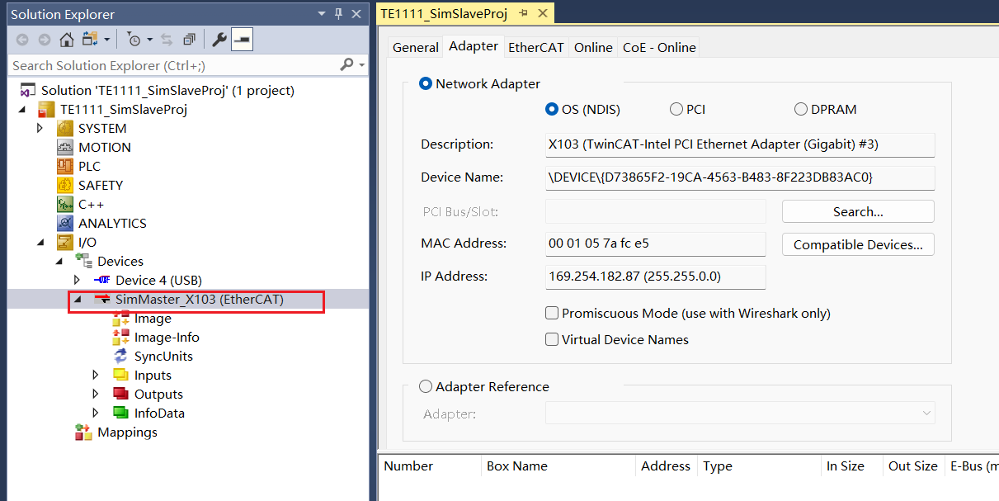 Solution Explorer
Search Solution Explorer (Ctrl+;)
Solution 'TE1111_SimSlaveProj' (1 project)
TE1111_SimSlaveProj
SYSTEM
MOTION
PLC
SAFETY
C++
ANALYTICS
I/O
Devices
Device 4 (USB)
SimMaster_X103 (EtherCAT)
Image
Image-Info
SyncUnits
Inputs
Outputs
InfoData
Mappings
TE1111_SimSlaveProj
General Adapter EtherCAT Online CoE - Online
Network Adapter
OS (NDIS) PCI DPRAM
Description: X103 (TwinCAT-Intel PCI Ethernet Adapter (Gigabit) #3)
Device Name: \DEVICE\{D73865F2-19CA-4563-B483-8F223DB83AC0}
PCI Bus/Slot: Search...
MAC Address: 00 01 05 7a fc e5 Compatible Devices...
IP Address: 169.254.182.87 (255.255.0.0)
Promiscuous Mode (use with Wireshark only)
Virtual Device Names
Adapter Reference
Adapter:
Number Box Name Address Type In Size Out Size E-Bus (m